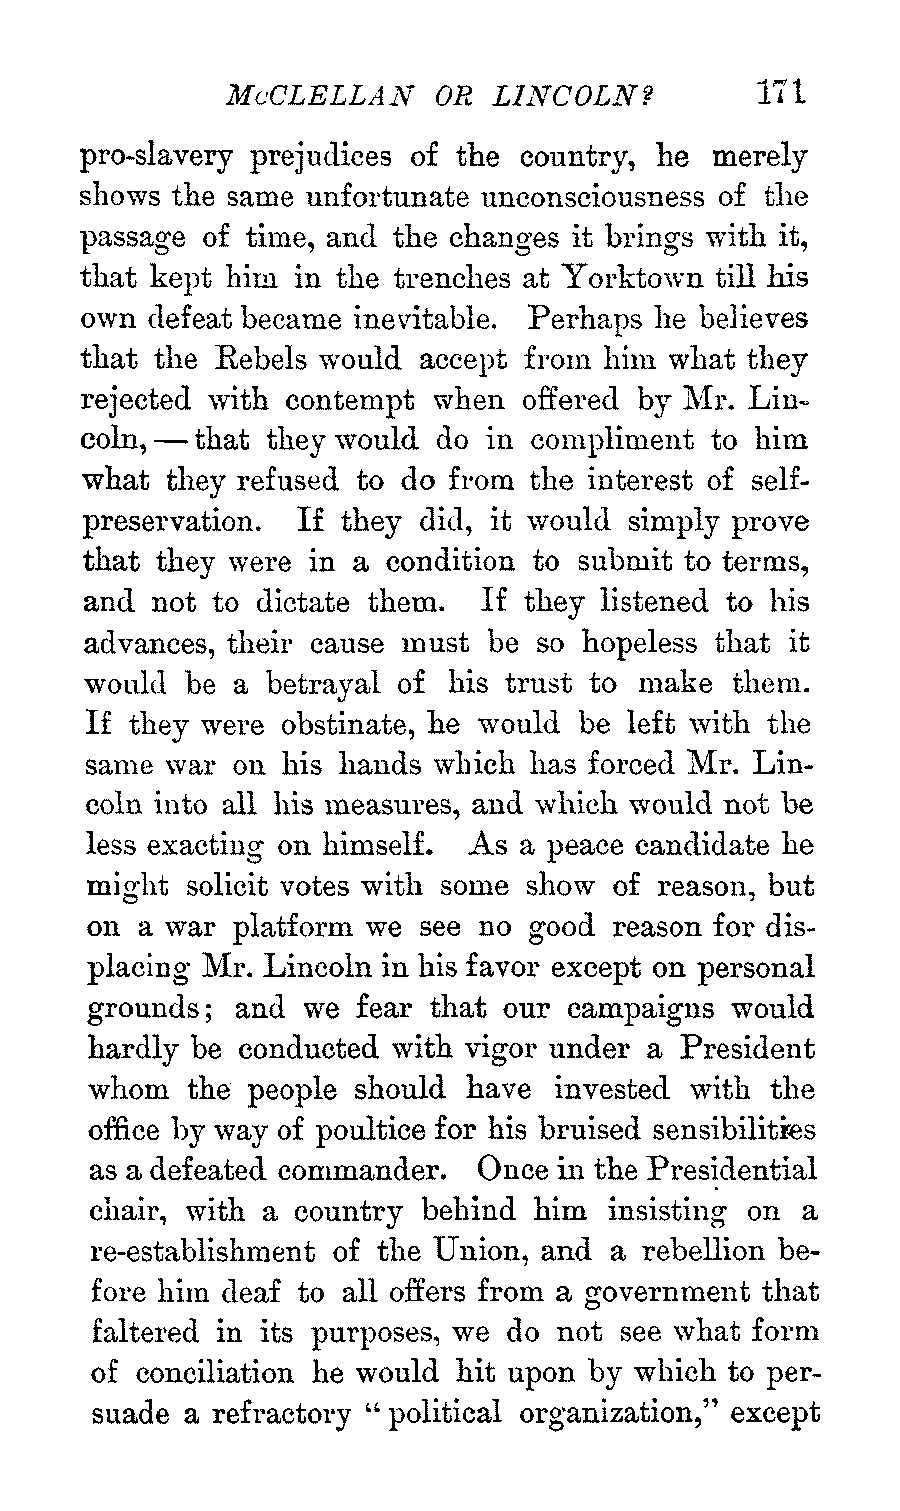 McCLELLAN OR LINCOLN? 171
pro-slavery prejudices of the country, he merely
shows the same unfortunate unconsciousness of the
passage of time, and the changes it brings with it,
that kept him in the trenches at Yorktown till his
own defeat became inevitable. Perhaps he believes
that the Rebels would accept from him what they
rejected with contempt when offered by Mr. Lin-
coln, — that they would do in compliment to him
what they refused to do from the interest of self-
preservation. If they did, it would simply prove
that they were in a condition to submit to terms,
and not to dictate them. If they listened to his
advances, their cause must be so hopeless that it
would be a betrayal of his trust to make them.
If they were obstinate, he would be left with the
same war on his hands which has forced Mr. Lin-
coln into all his measures, and which would not be
less exacting on himself. As a peace candidate he
might solicit votes with some show of reason, but
on a war platform we see no good reason for dis-
placing Mr. Lincoln in his favor except on personal
grounds; and we fear that our campaigns would
hardly be conducted with vigor under a President
whom the people should have invested with the
office by way of poultice for his bruised sensibilities
as a defeated commander. Once in the Presidential
chair, with a country behind him insisting on a
re-establishment of the Union, and a rebellion be-
fore him deaf to all offers from a government that
faltered in its purposes, we do not see what form
of conciliation he would hit upon by which to per-
suade a refractory “ political organization,” except